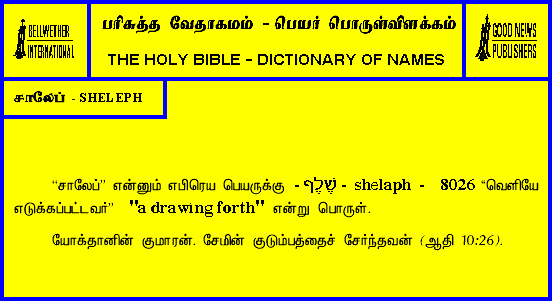 BELLWETHER
INTERNATIONAL
பரிசுத்த வேதாகமம் - பெயர் பொருள்விளக்கம்
THE HOLY BIBLE - DICTIONARY OF NAMES
GOOD NEWS
PUBLISHERS
சாலேப் - SHELEPH
"சாலேப்" என்னும் எபிரெய பெயருக்கு - שֶׁלֶף - shelaph - 8026 "வெளியே
எடுக்கப்பட்டவர்" "a drawing forth" என்று பொருள்.
யோக்தானின் குமாரன். சேமின் குடும்பத்தைச் சேர்ந்தவன் (ஆதி 10:26).